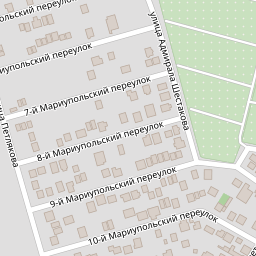 льский переулок
улица Адмирала Шестакова
Мариупольский переулок
7-й Мариупольский переулок
8-й Мариупольский переулок
Петлякова
9-й Мариупольский переулок
10-й Мариупольский переулок